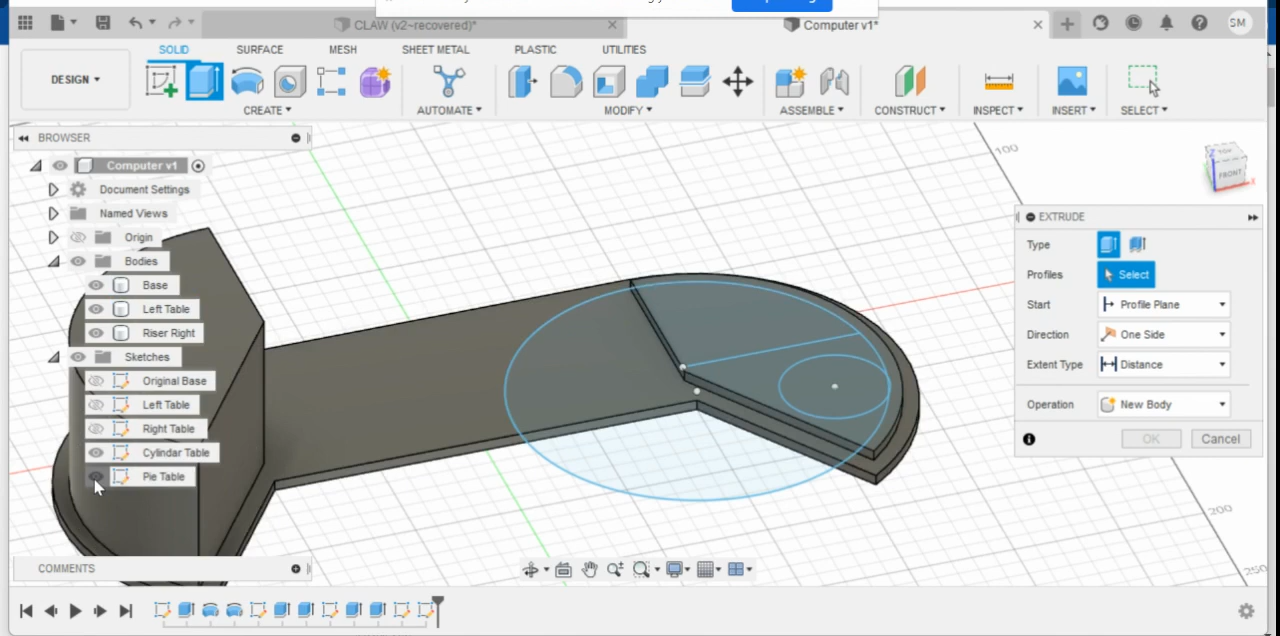 CLAW (v2~recovered)*
Computer v1*
SM
DESIGN
SOLID
SURFACE
MESH
SHEET METAL
PLASTIC
UTILITIES
CREATE
AUTOMATE
MODIFY
ASSEMBLE
CONSTRUCT
INSPECT
INSERT
SELECT
BROWSER
Computer v1
Document Settings
Named Views
Origin
Bodies
Base
Left Table
Riser Right
Sketches
Original Base
Left Table
Right Table
Cylindar Table
Pie Table
100
200
250
TOP
FRONT
Z
X
EXTRUDE
Type
Profiles
Select
Start
Profile Plane
Direction
One Side
Extent Type
Distance
Operation
New Body
OK
Cancel
COMMENTS